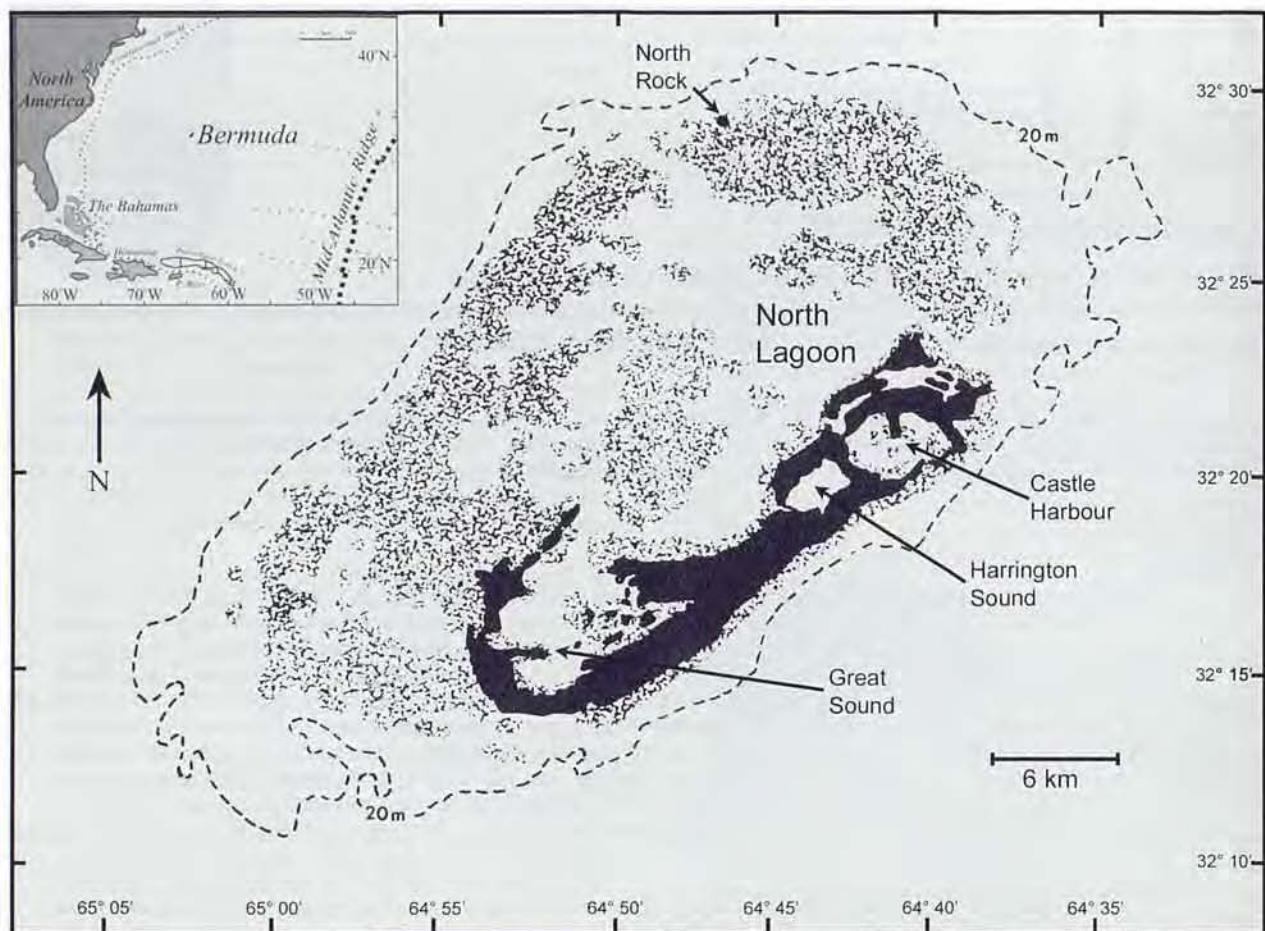 North
America
Bermuda
The Bahamas
Mid-Atlantic Ridge
40°N
20°N
80°W
70°W
60°W
50°W
North
Rock
20m
North
Lagoon
Castle
Harbour
Harrington
Sound
Great
Sound
N
6 km
20m
32° 30'
32° 25'
32° 20'
32° 15'
32° 10'
65° 05'
65° 00'
64° 55'
64° 50'
64° 45'
64° 40'
64° 35'